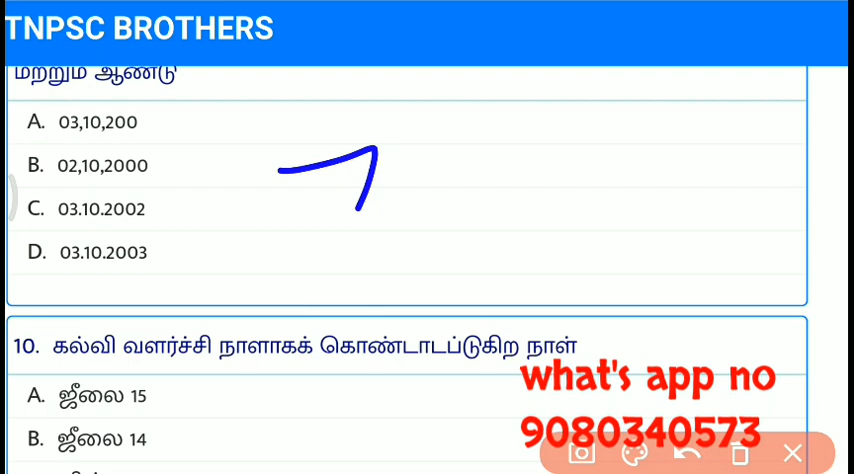 TNPSC BROTHERS
மற்றும் ஆண்டு
A. 03,10,200
B. 02,10,2000
C. 03.10.2002
D. 03.10.2003
10. கல்வி வளர்ச்சி நாளாகக் கொண்டாடப்டுகிற நாள்
A. ஜீலை 15
B. ஜீலை 14
what's app no
9080340573